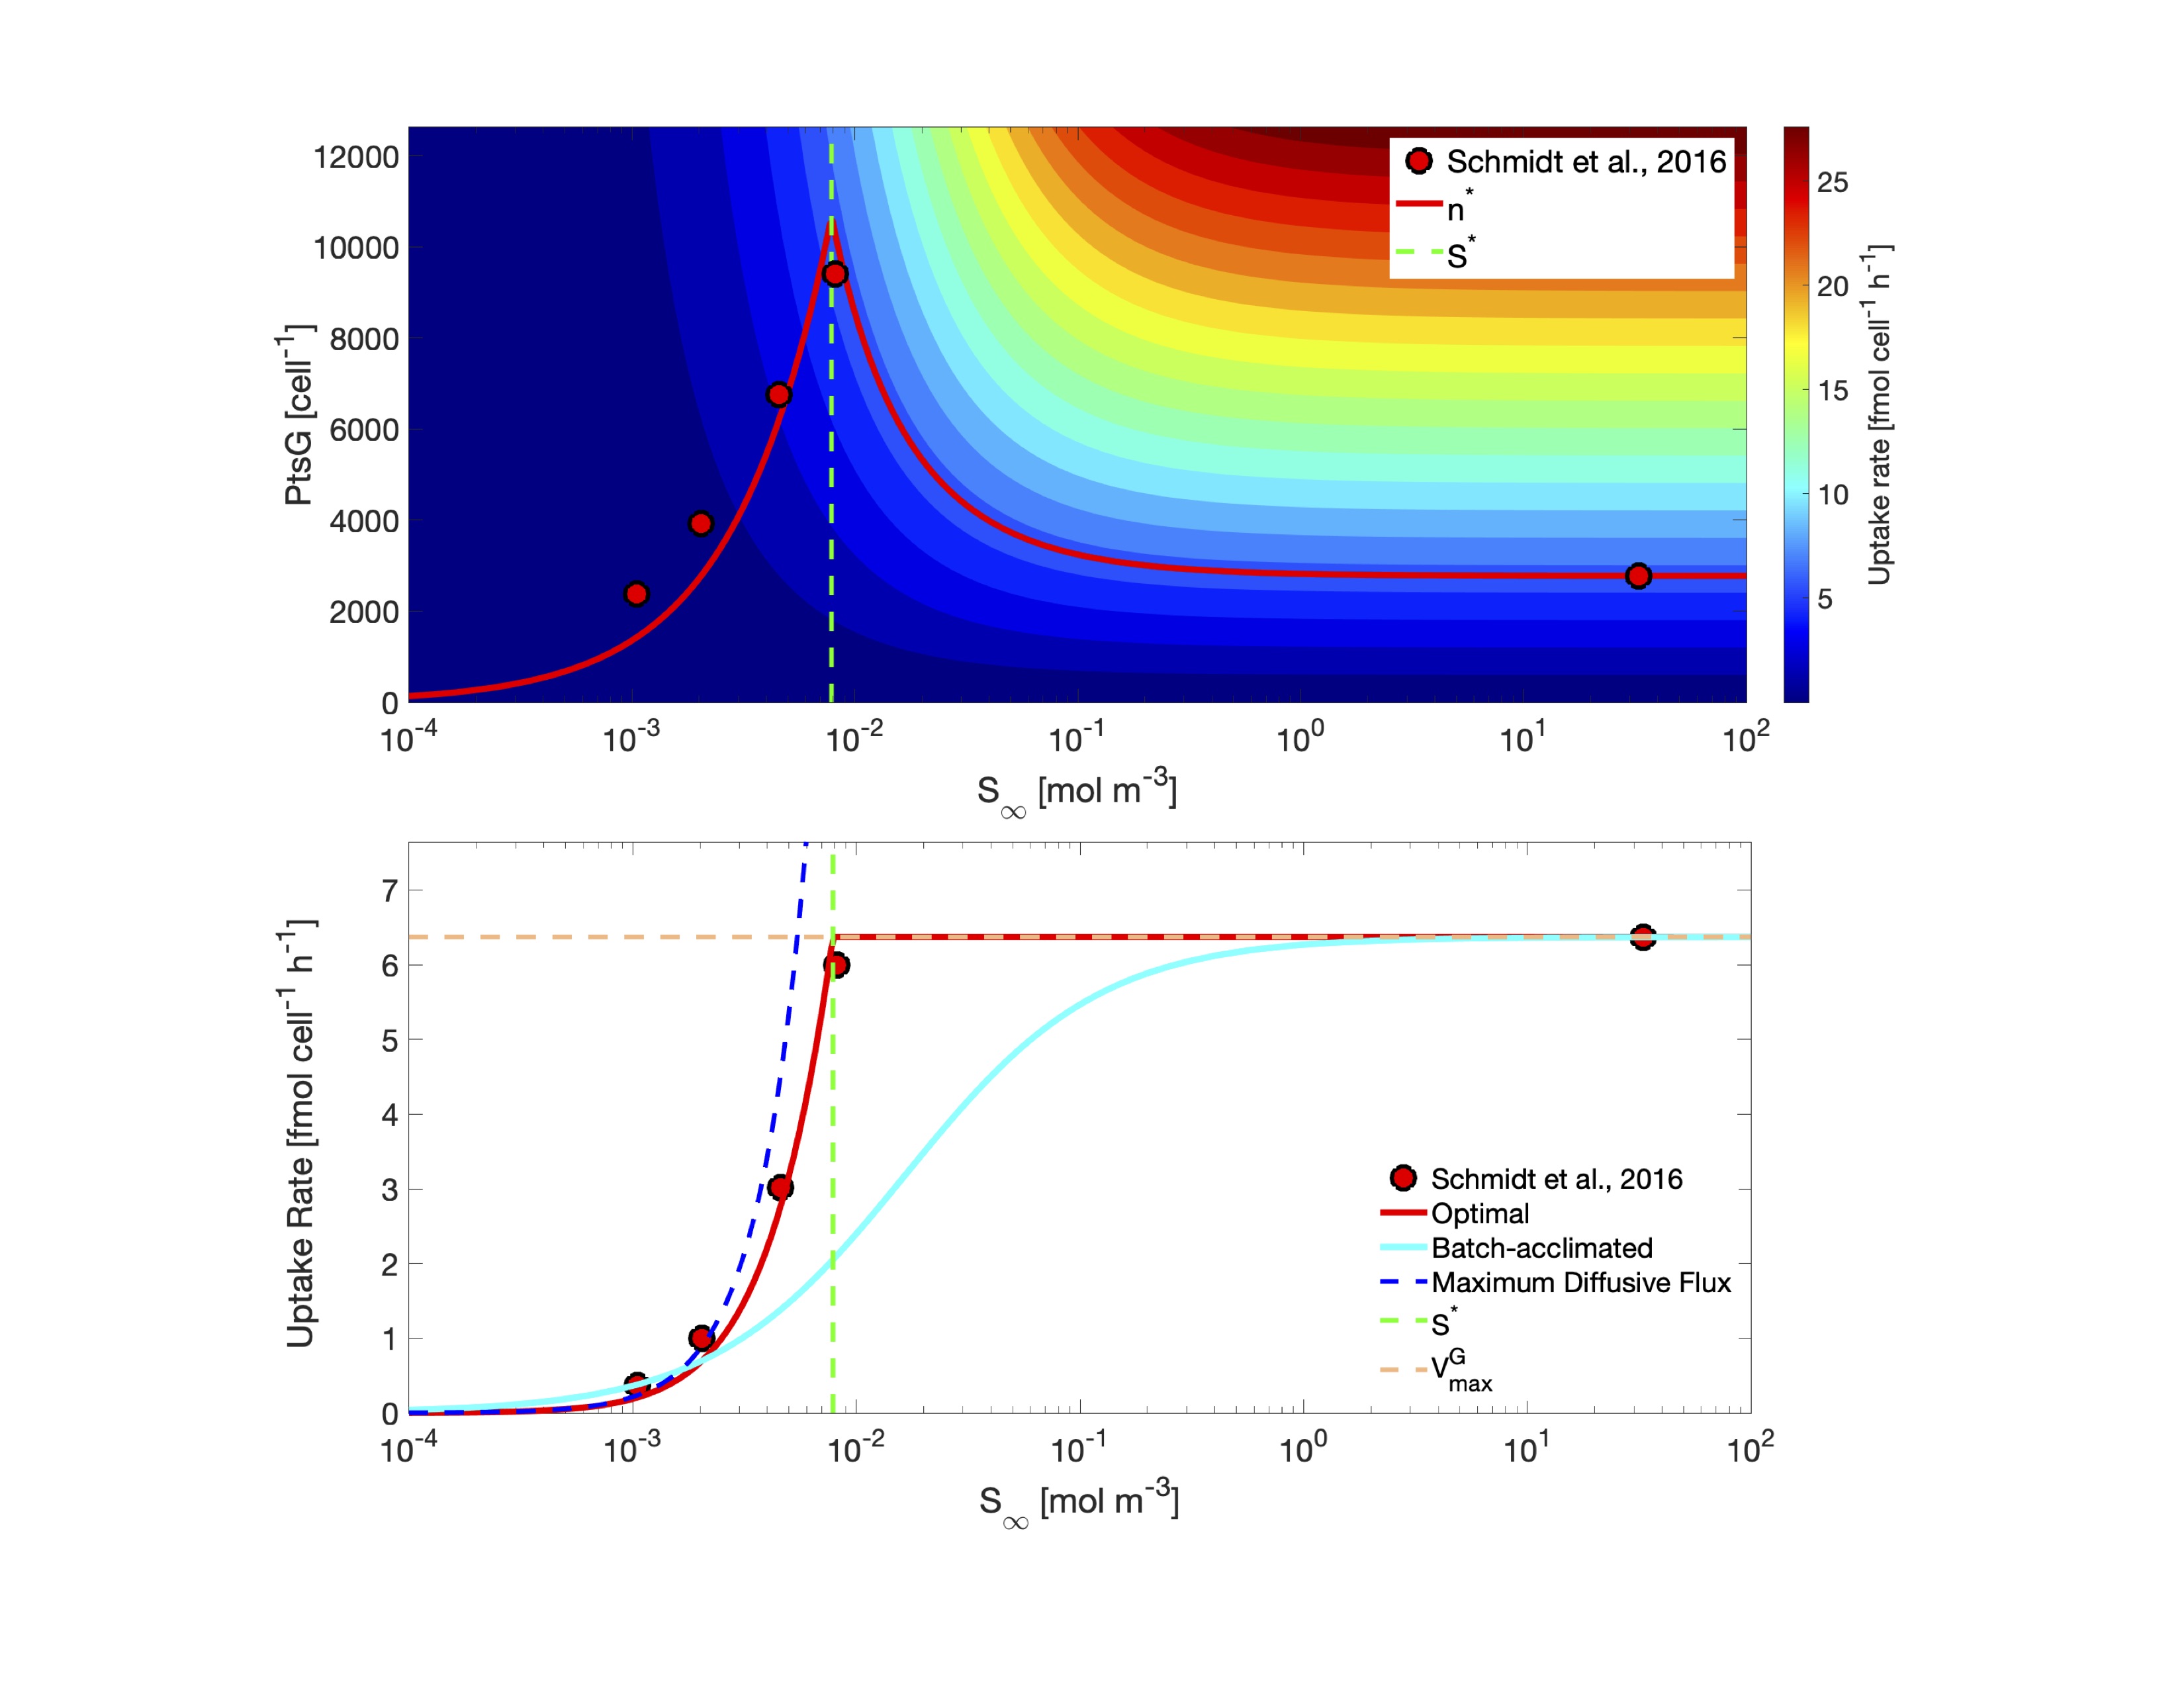 12000
10000
8000
6000
4000
2000
0
PtsG [cell-1]
10-4 10-3 10-2 10-1 100 101 102
S∞ [mol m-3]
Schmidt et al., 2016
n*
S*
25
20
15
10
5
Uptake rate [fmol cell-1 h-1]
7
6
5
4
3
2
1
0
Uptake Rate [fmol cell-1 h-1]
10-4 10-3 10-2 10-1 100 101 102
S∞ [mol m-3]
Schmidt et al., 2016
Optimal
Batch-acclimated
Maximum Diffusive Flux
S*
VGmax